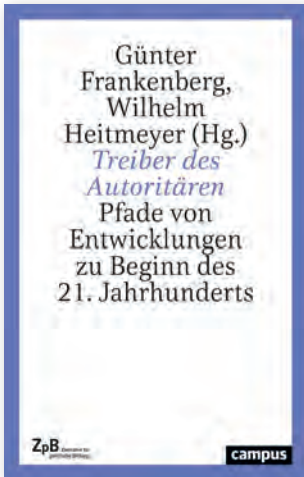 Günter
Frankenberg,
Wilhelm
Heitmeyer (Hg.)
Treiber des
Autoritären
Pfade von
Entwicklungen
zu Beginn des
21. Jahrhunderts
ZpB
campus